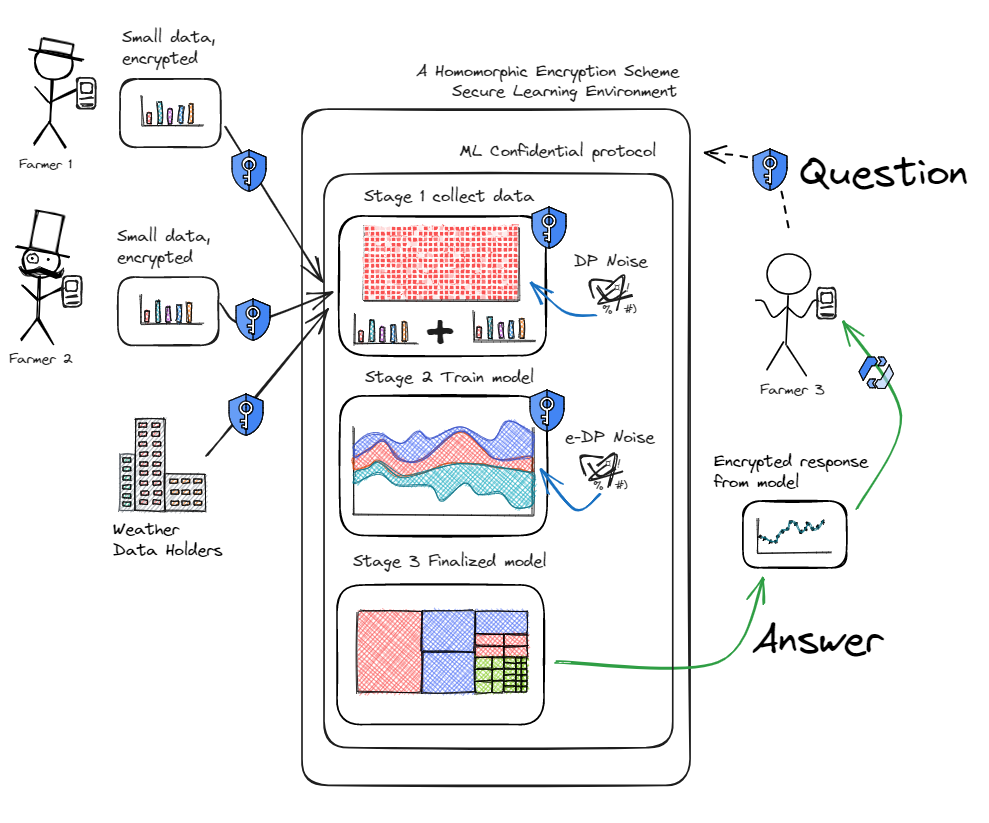 Small data,
encrypted
Farmer 1
Small data,
encrypted
Farmer 2
Weather
Data Holders
A Homomorphic Encryption Scheme
Secure Learning Environment
ML Confidential protocol
Stage 1 collect data
DP Noise
% #)
Stage 2 Train model
e-DP Noise
% #)
Stage 3 Finalized model
Question
Farmer 3
Encrypted response
from model
Answer